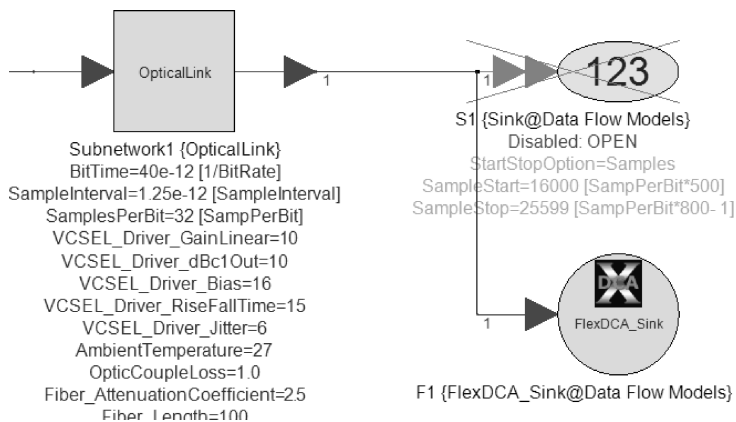 OpticalLink
1
Subnetwork1 {OpticalLink}
BitTime=40e-12 [1/BitRate]
SampleInterval=1.25e-12 [SampleInterval]
SamplesPerBit=32 [SampPerBit]
VCSEL_Driver_GainLinear=10
VCSEL_Driver_dBc1Out=10
VCSEL_Driver_Bias=16
VCSEL_Driver_RiseFallTime=15
VCSEL_Driver_Jitter=6
AmbientTemperature=27
OpticCoupleLoss=1.0
Fiber_AttenuationCoefficient=2.5
Fiber_Length=100
1
123
S1 {Sink@Data Flow Models}
Disabled: OPEN
StartStopOption=Samples
SampleStart=16000 [SampPerBit*500]
SampleStop=25599 [SampPerBit*800- 1]
1
DCA
FlexDCA_Sink
F1 {FlexDCA_Sink@Data Flow Models}